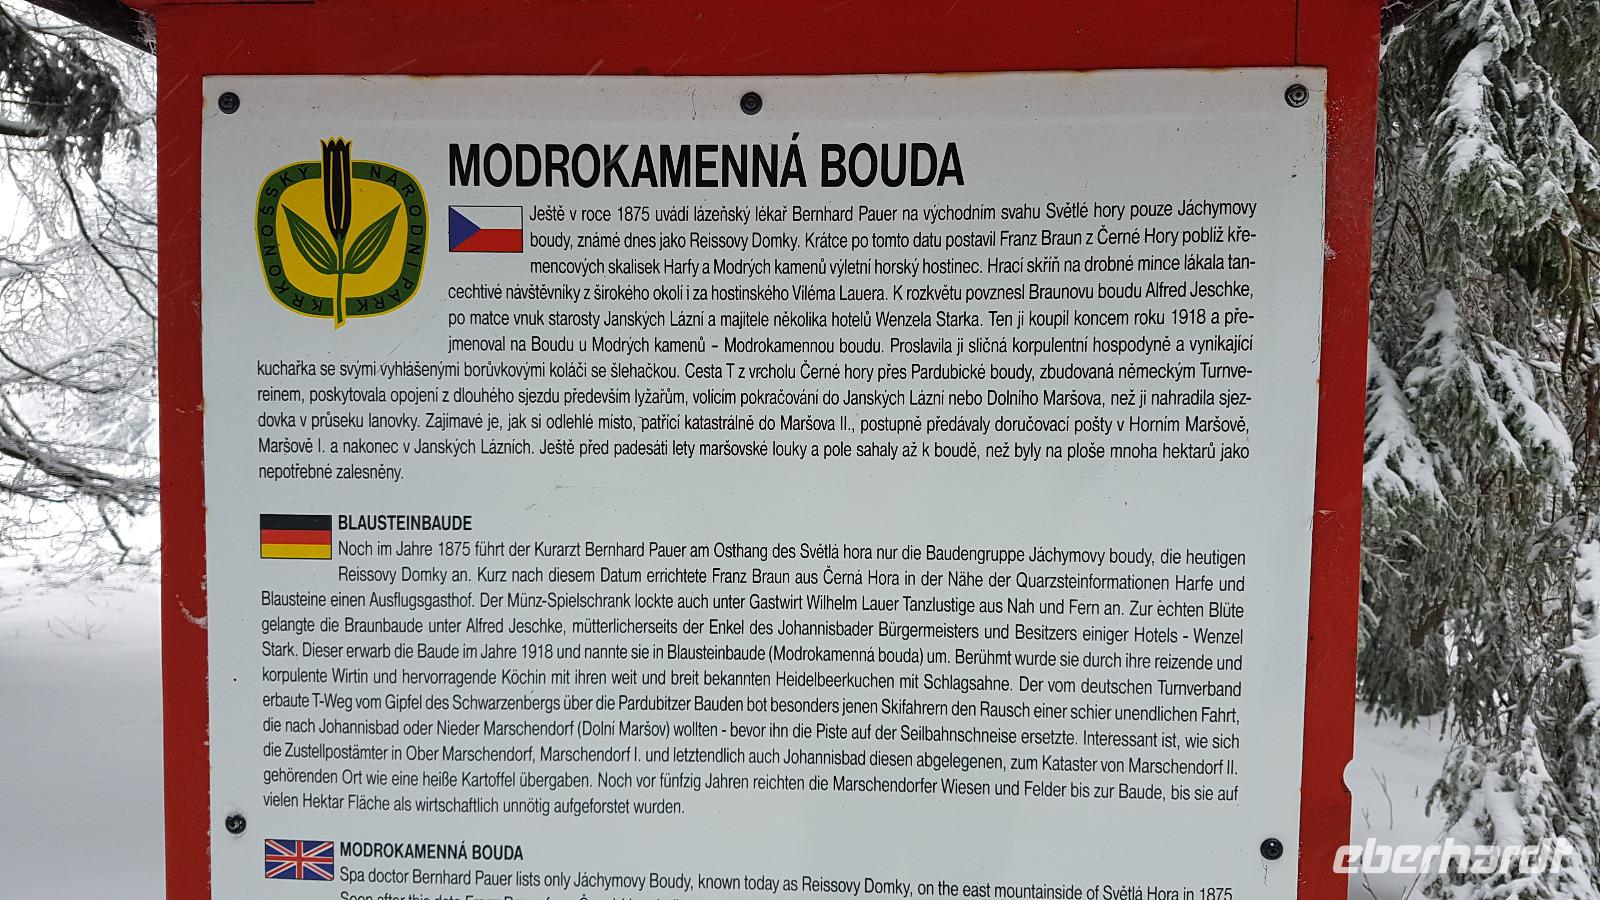 KRKONOŠSKÝ NÁRODNÍ PARK
MODROKAMENNÁ BOUDA
Ještě v roce 1875 uvádí lázeňský lékař Bernhard Pauer na východním svahu Světlé hory pouze Jáchymovy
boudy, známé dnes jako Reissovy Domky. Krátce po tomto datu postavil Franz Braun z Černé Hory poblíž kře-
mencových skalisek Harfy a Modrých kamenů výletní horský hostinec. Hrací skříň na drobné mince lákala tan-
cechtivé návštěvníky z širokého okolí i za hostinského Viléma Lauera. K rozkvětu povznesl Braunovu boudu Alfred Jeschke,
po matce vnuk starosty Janských Lázní a majitele několika hotelů Wenzela Starka. Ten ji koupil koncem roku 1918 a pře-
jmenoval na Boudu u Modrých kamenů – Modrokamennou boudu. Proslavila ji sličná korpulentní hospodyně a vynikající
kuchařka se svými vyhlášenými borůvkovými koláči se šlehačkou. Cesta T z vrcholu Černé hory přes Pardubické boudy, zbudovaná německým Turnve-
reinem, poskytovala opojení z dlouhého sjezdu především lyžařům, volícím pokračování do Janských Lázní nebo Dolního Maršova, než ji nahradila sjez-
dovka v průseku lanovky. Zajímavé je, jak si odlehlé místo, patřící katastrálně do Maršova II., postupně předávaly doručovací pošty v Horním Maršově,
Maršově I. a nakonec v Janských Lázních. Ještě před padesáti lety maršovské louky a pole sahaly až k boudě, než byly na ploše mnoha hektarů jako
nepotřebné zalesněny.
BLAUSTEINBAUDE
Noch im Jahre 1875 führt der Kurarzt Bernhard Pauer am Osthang des Světlá hora nur die Baudengruppe Jáchymovy boudy, die heutigen
Reissovy Domky an. Kurz nach diesem Datum errichtete Franz Braun aus Černá Hora in der Nähe der Quarzsteinformationen Harfe und
Blausteine einen Ausflugsgasthof. Der Münz-Spielschrank lockte auch unter Gastwirt Wilhelm Lauer Tanzlustige aus Nah und Fern an. Zur echten Blüte
gelangte die Braunbaude unter Alfred Jeschke, mütterlicherseits der Enkel des Johannisbader Bürgermeisters und Besitzers einiger Hotels - Wenzel
Stark. Dieser erwarb die Baude im Jahre 1918 und nannte sie in Blausteinbaude (Modrokamenná bouda) um. Berühmt wurde sie durch ihre reizende und
korpulente Wirtin und hervorragende Köchin mit ihren weit und breit bekannten Heidelbeerkuchen mit Schlagsahne. Der vom deutschen Turnverband
erbaute T-Weg vom Gipfel des Schwarzenbergs über die Pardubitzer Bauden bot besonders jenen Skifahrern den Rausch einer schier unendlichen Fahrt,
die nach Johannisbad oder Nieder Marschendorf (Dolní Maršov) wollten - bevor ihn die Piste auf der Seilbahnschneise ersetzte. Interessant ist, wie sich
die Zustellpostämter in Ober Marschendorf, Marschendorf I. und letztendlich auch Johannisbad diesen abgelegenen, zum Kataster von Marschendorf II.
gehörenden Ort wie eine heiße Kartoffel übergaben. Noch vor fünfzig Jahren reichten die Marschendorfer Wiesen und Felder bis zur Baude, bis sie auf
vielen Hektar Fläche als wirtschaftlich unnötig aufgeforstet wurden.
MODROKAMENNÁ BOUDA
Spa doctor Bernhard Pauer lists only Jáchymovy Boudy, known today as Reissovy Domky, on the east mountainside of Světlá Hora in 1875.
eberhardt